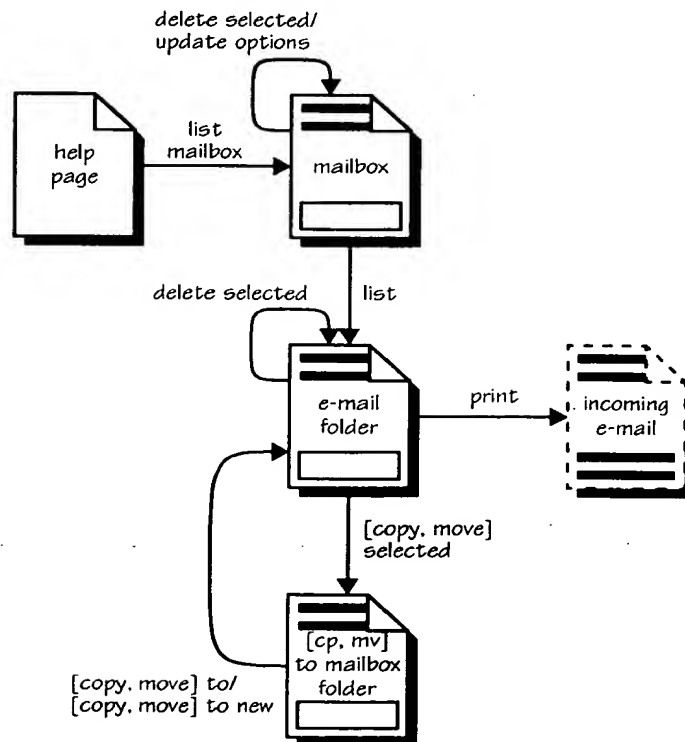 delete selected/
update options
help
page
list
mailbox
mailbox
delete selected
list
e-mail
folder
print
incoming
e-mail
[copy, move]
selected
[cp, mv]
to mailbox
folder
[copy, move] to/
[copy, move] to new